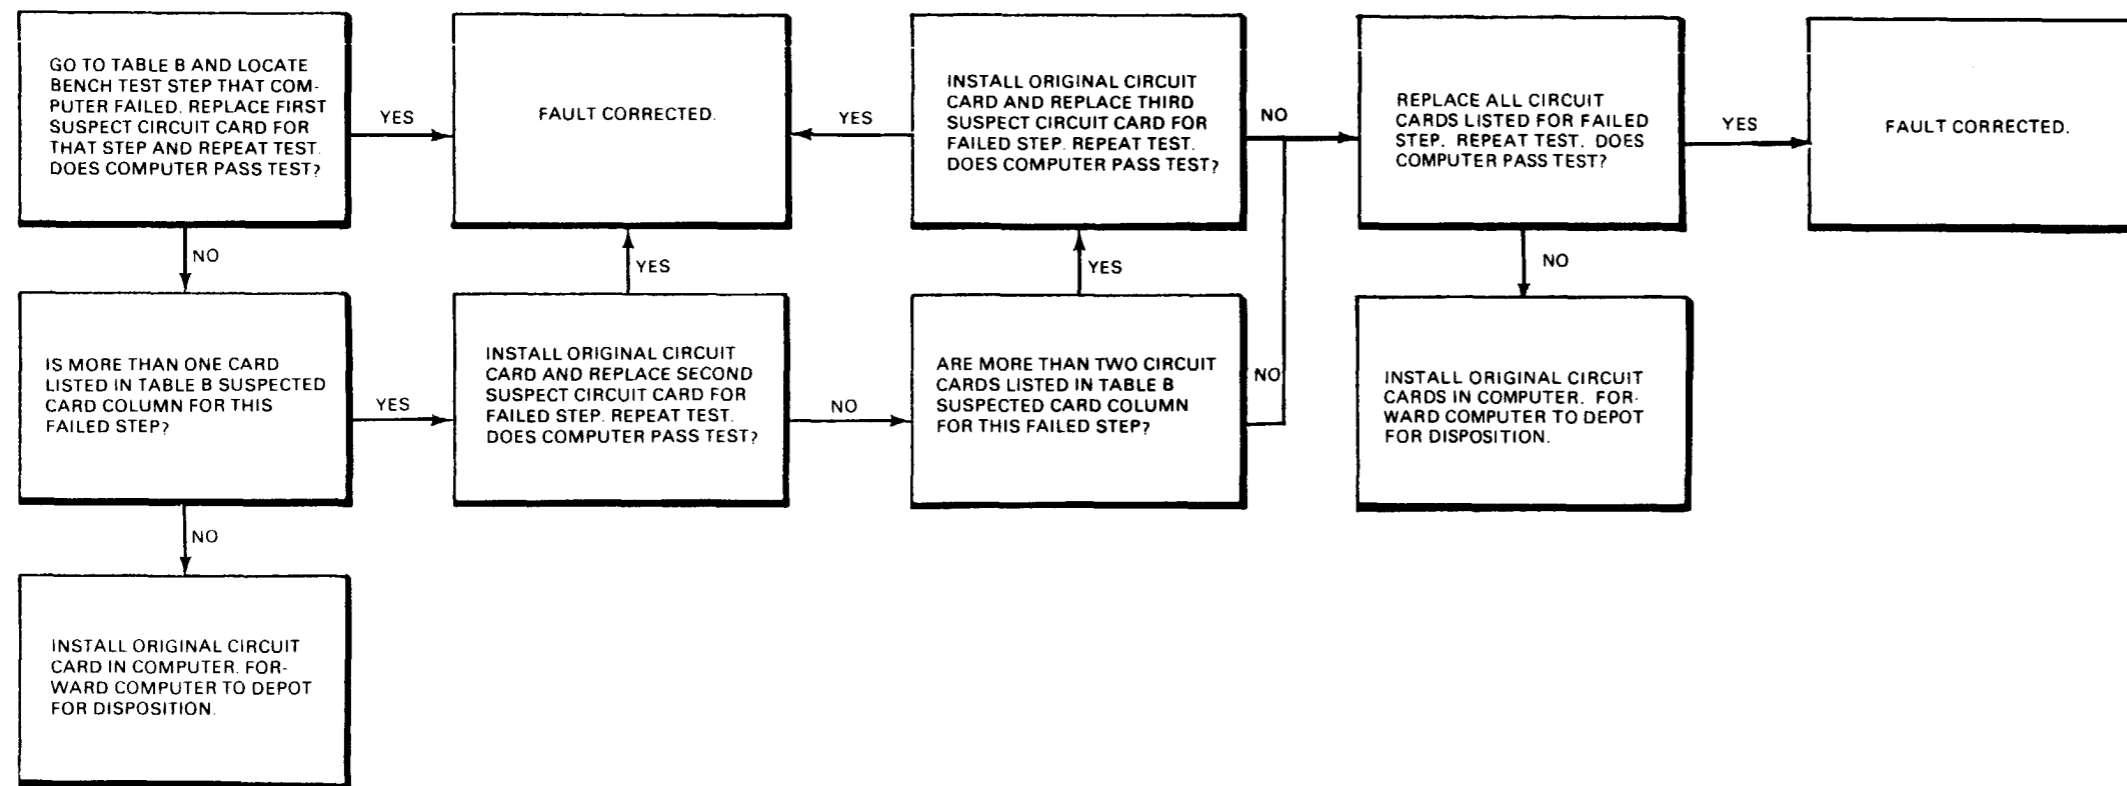 GO TO TABLE B AND LOCATE
BENCH TEST STEP THAT COM-
PUTER FAILED. REPLACE FIRST
SUSPECT CIRCUIT CARD FOR
THAT STEP AND REPEAT TEST.
DOES COMPUTER PASS TEST?
YES
FAULT CORRECTED.
YES
INSTALL ORIGINAL CIRCUIT
CARD AND REPLACE THIRD
SUSPECT CIRCUIT CARD FOR
FAILED STEP. REPEAT TEST.
DOES COMPUTER PASS TEST?
NO
REPLACE ALL CIRCUIT
CARDS LISTED FOR FAILED
STEP. REPEAT TEST. DOES
COMPUTER PASS TEST?
YES
FAULT CORRECTED.
NO
YES
YES
NO
IS MORE THAN ONE CARD
LISTED IN TABLE B SUSPECTED
CARD COLUMN FOR THIS
FAILED STEP?
YES
INSTALL ORIGINAL CIRCUIT
CARD AND REPLACE SECOND
SUSPECT CIRCUIT CARD FOR
FAILED STEP. REPEAT TEST.
DOES COMPUTER PASS TEST?
NO
ARE MORE THAN TWO CIRCUIT
CARDS LISTED IN TABLE B
SUSPECTED CARD COLUMN
FOR THIS FAILED STEP?
NO
INSTALL ORIGINAL CIRCUIT
CARDS IN COMPUTER. FOR-
WARD COMPUTER TO DEPOT
FOR DISPOSITION.
NO
INSTALL ORIGINAL CIRCUIT
CARD IN COMPUTER. FOR-
WARD COMPUTER TO DEPOT
FOR DISPOSITION.